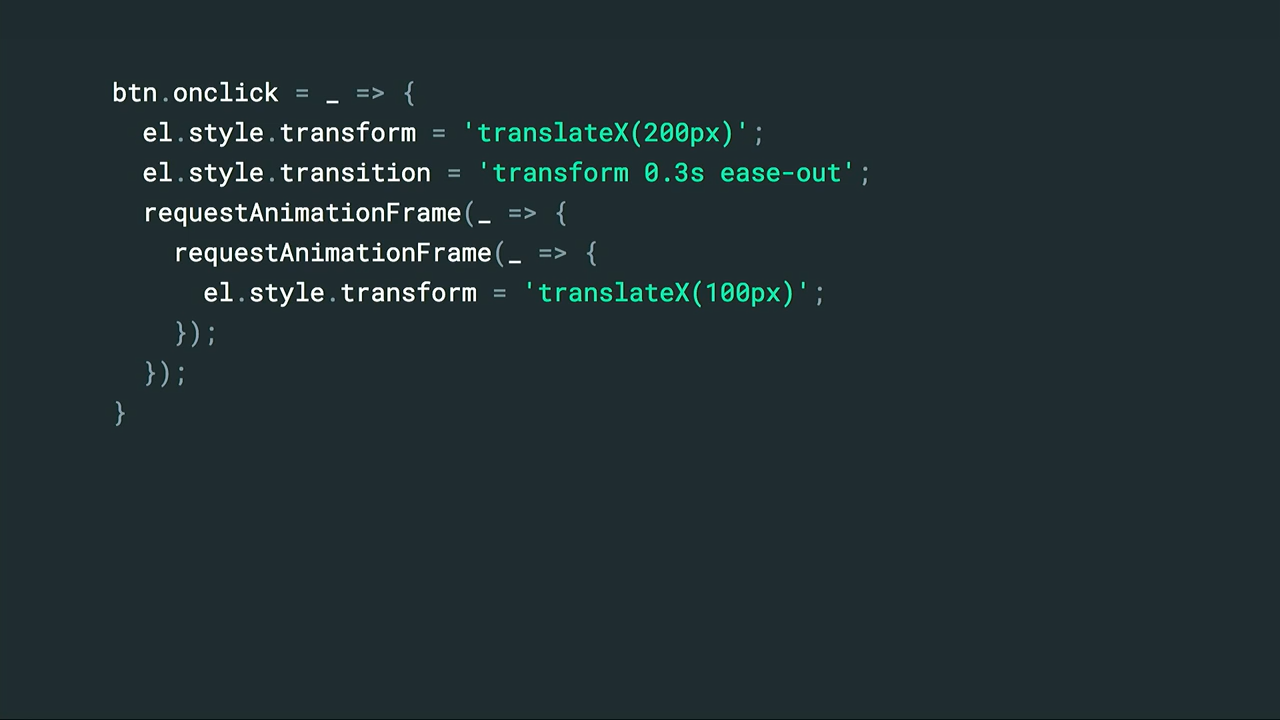 btn.onclick = _ => {
  el.style.transform = 'translateX(200px)';
  el.style.transition = 'transform 0.3s ease-out';
  requestAnimationFrame(_ => {
    requestAnimationFrame(_ => {
      el.style.transform = 'translateX(100px)';
    });
  });
}